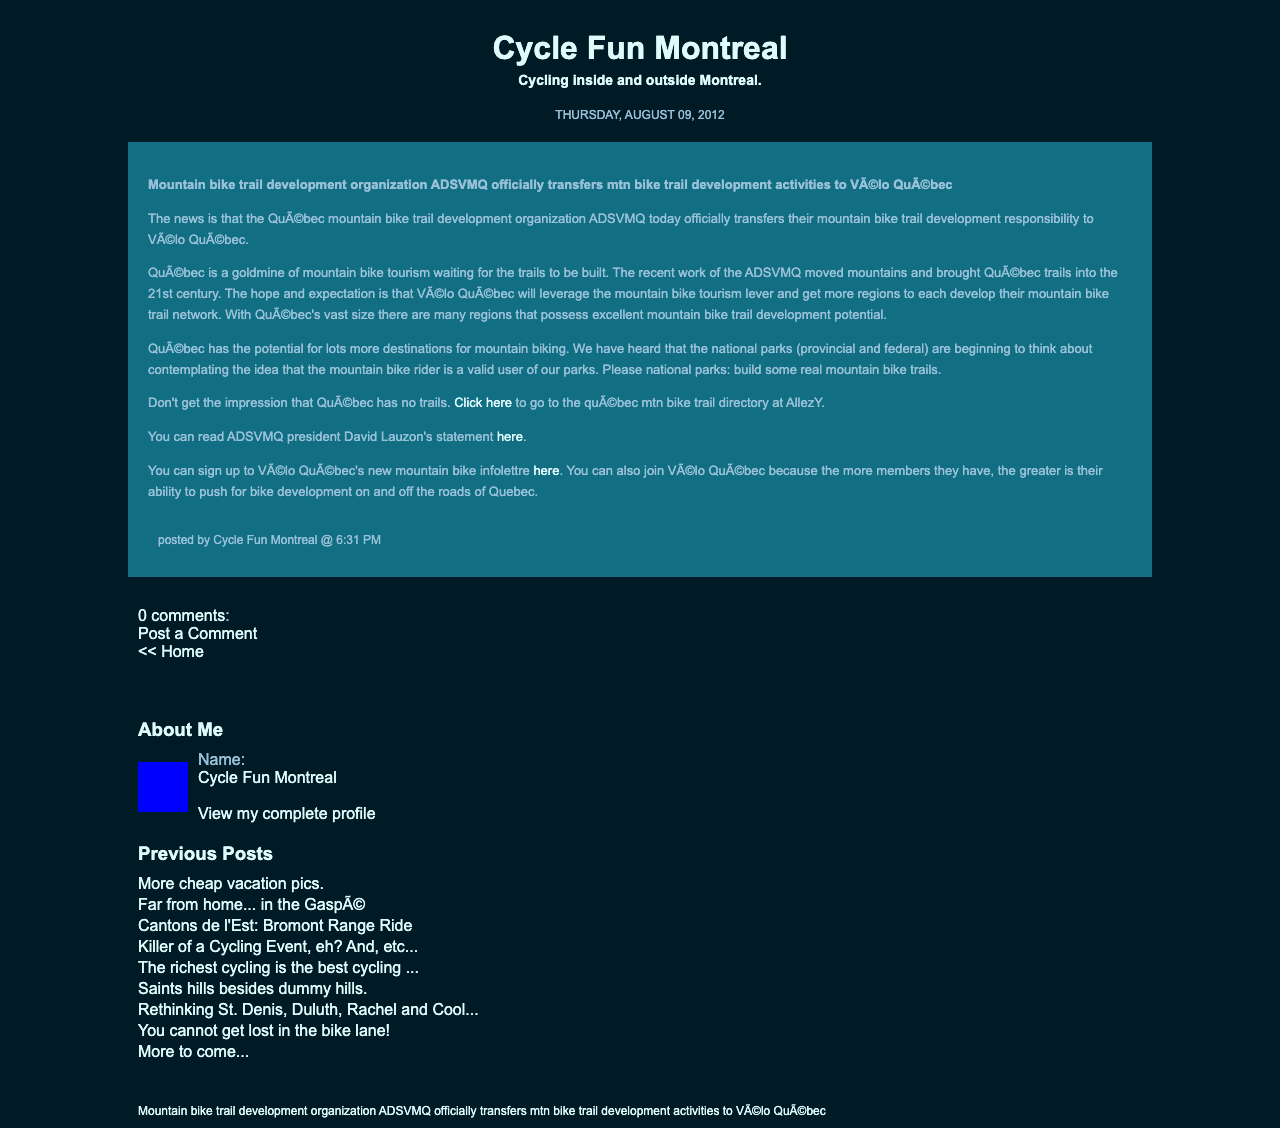 Cycle Fun Montreal
Cycling inside and outside Montreal.
THURSDAY, AUGUST 09, 2012
Mountain bike trail development organization ADSVMQ officially transfers mtn bike trail development activities to VÃ©lo QuÃ©bec
The news is that the QuÃ©bec mountain bike trail development organization ADSVMQ today officially transfers their mountain bike trail development responsibility to
VÃ©lo QuÃ©bec.
QuÃ©bec is a goldmine of mountain bike tourism waiting for the trails to be built. The recent work of the ADSVMQ moved mountains and brought QuÃ©bec trails into the
21st century. The hope and expectation is that VÃ©lo QuÃ©bec will leverage the mountain bike tourism lever and get more regions to each develop their mountain bike
trail network. With QuÃ©bec's vast size there are many regions that possess excellent mountain bike trail development potential.
QuÃ©bec has the potential for lots more destinations for mountain biking. We have heard that the national parks (provincial and federal) are beginning to think about
contemplating the idea that the mountain bike rider is a valid user of our parks. Please national parks: build some real mountain bike trails.
Don't get the impression that QuÃ©bec has no trails. Click here to go to the quÃ©bec mtn bike trail directory at AllezY.
You can read ADSVMQ president David Lauzon's statement here.
You can sign up to VÃ©lo QuÃ©bec's new mountain bike infolettre here. You can also join VÃ©lo QuÃ©bec because the more members they have, the greater is their
ability to push for bike development on and off the roads of Quebec.
posted by Cycle Fun Montreal @ 6:31 PM
0 comments:
Post a Comment
<< Home
About Me
Name:
Cycle Fun Montreal
View my complete profile
Previous Posts
More cheap vacation pics.
Far from home... in the GaspÃ©
Cantons de l'Est: Bromont Range Ride
Killer of a Cycling Event, eh? And, etc...
The richest cycling is the best cycling ...
Saints hills besides dummy hills.
Rethinking St. Denis, Duluth, Rachel and Cool...
You cannot get lost in the bike lane!
More to come...
Mountain bike trail development organization ADSVMQ officially transfers mtn bike trail development activities to VÃ©lo QuÃ©bec